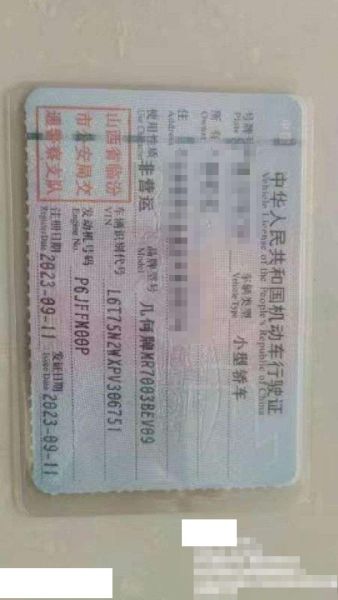 中华人民共和国机动车行驶证
Vehicle License of the People's Republic of China
号牌号
Plate
车辆类型
Vehicle Type
小型轿车
所有
Owner
住
Address
使用性质
Use Character
非营运
品牌型号
Model
几何牌MR7003BEV09
山西省临汾
市公安局交
通警察支队
车辆识别代号
VIN
L6T7SN2WXPV306751
发动机号码
Engine No.
P6JFFM00P
注册日期
Register Date
2023-09-11
发证日期
Issue Date
2023-09-11